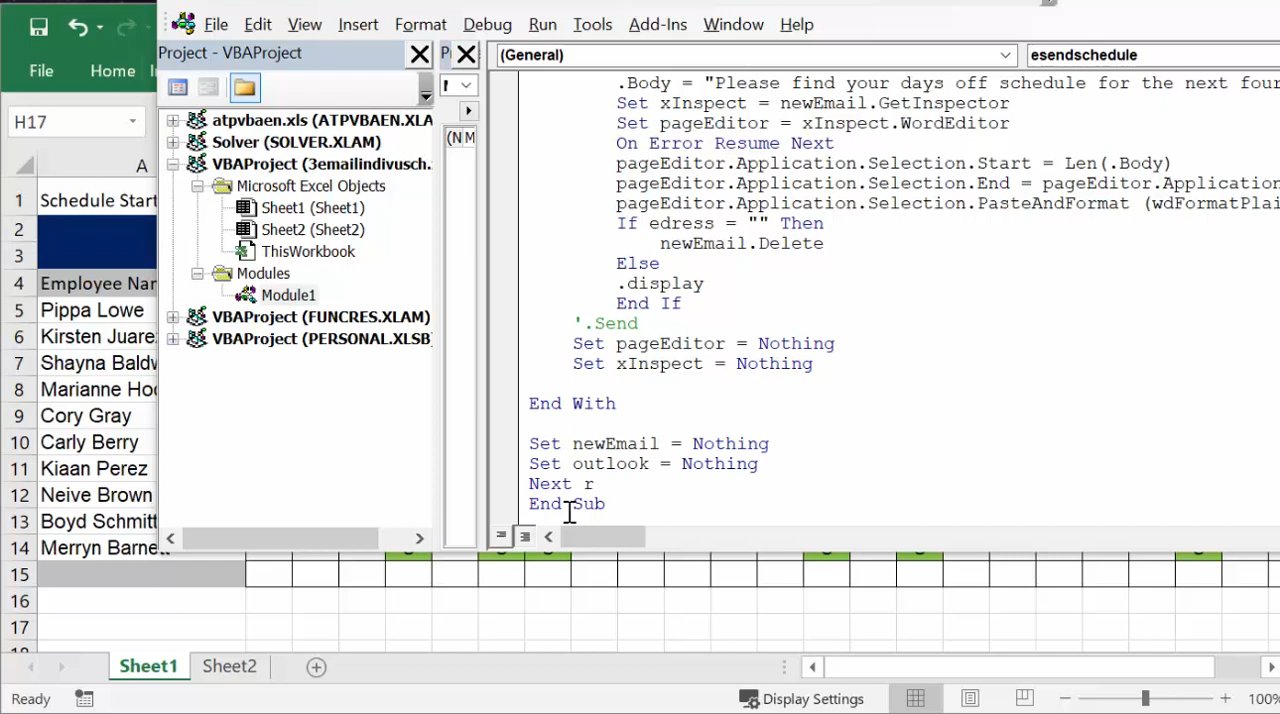 File Edit View Insert Format Debug Run Tools Add-Ins Window Help
Project - VBAProject
(General)
esendschedule
File Home
H17
atpvbaen.xls (ATPVBAEN.XLA
Solver (SOLVER.XLAM)
VBAProject (3emailindivusch.
Microsoft Excel Objects
Sheet1 (Sheet1)
Sheet2 (Sheet2)
ThisWorkbook
Modules
Module1
VBAProject (FUNCRES.XLAM)
VBAProject (PERSONAL.XLSB)
(N M
.Body = "Please find your days off schedule for the next four
Set xInspect = newEmail.GetInspector
Set pageEditor = xInspect.WordEditor
On Error Resume Next
pageEditor.Application.Selection.Start = Len(.Body)
pageEditor.Application.Selection.End = pageEditor.Application
pageEditor.Application.Selection.PasteAndFormat (wdFormatPlai
If edress = "" Then
newEmail.Delete
Else
.display
End If
'.Send
Set pageEditor = Nothing
Set xInspect = Nothing
End With
Set newEmail = Nothing
Set outlook = Nothing
Next r
End Sub
A
1 Schedule Start
2
3
4 Employee Nam
5 Pippa Lowe
6 Kirsten Juare
7 Shayna Baldw
8 Marianne Hoo
9 Cory Gray
10 Carly Berry
11 Kiaan Perez
12 Neive Brown
13 Boyd Schmitt
14 Merryn Barnet
15
16
17
Sheet1 Sheet2
Ready
Display Settings
100%